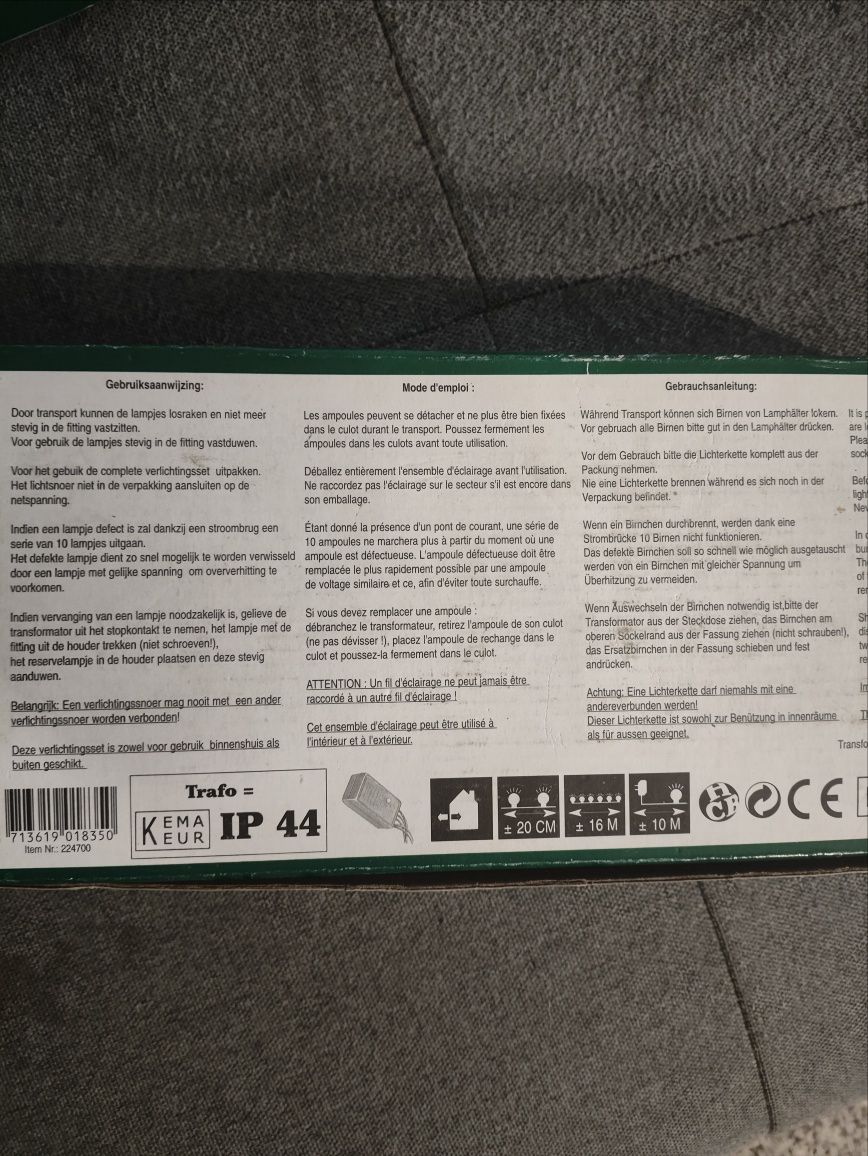 Gebruiksaanwijzing:
Door transport kunnen de lampjes losraken en niet meer
stevig in de fitting vastzitten.
Voor gebruik de lampjes stevig in de fitting vastduwen.
Voor het gebuik de complete verlichtingsset uitpakken.
Het lichtsnoer niet in de verpakking aansluiten op de
netspanning.
Indien een lampje defect is zal dankzij een stroombrug een
serie van 10 lampjes uitgaan.
Het defekte lampje dient zo snel mogelijk te worden verwisseld
door een lampje met gelijke spanning om oververhitting te
voorkomen.
Indien vervanging van een lampje noodzakelijk is, gelieve de
transformator uit het stopkontakt te nemen, het lampje met de
fitting uit de houder trekken (niet schroeven!),
het reservelampje in de houder plaatsen en deze stevig
aanduwen.
Belangrijk: Een verlichtingssnoer mag nooit met een ander
verlichtingssnoer worden verbonden!
Deze verlichtingsset is zowel voor gebruik binnenshuis als
buiten geschikt.
Mode d'emploi :
Les ampoules peuvent se détacher et ne plus être bien fixées
dans le culot durant le transport. Poussez fermement les
ampoules dans les culots avant toute utilisation.
Déballez entièrement l'ensemble d'éclairage avant l'utilisation.
Ne raccordez pas l'éclairage sur le secteur s'il est encore dans
son emballage.
Étant donné la présence d'un pont de courant, une série de
10 ampoules ne marchera plus à partir du moment où une
ampoule est défectueuse. L'ampoule défectueuse doit être
remplacée le plus rapidement possible par une ampoule
de voltage similaire et ce, afin d'éviter toute surchauffe.
Si vous devez remplacer une ampoule :
débranchez le transformateur, retirez l'ampoule de son culot
(ne pas dévisser !), placez l'ampoule de rechange dans le
culot et poussez-la fermement dans le culot.
ATTENTION : Un fil d'éclairage ne peut jamais être
raccordé à un autre fil d'éclairage !
Cet ensemble d'éclairage peut être utilisé à
l'intérieur et à l'extérieur.
Gebrauchsanleitung:
Während Transport können sich Birnen von Lamphälter lokern.
Vor gebruach alle Birnen bitte gut in den Lamphälter drücken.
Vor dem Gebrauch bitte die Lichterkette komplett aus der
Packung nehmen.
Nie eine Lichterkette brennen während es sich noch in der
Verpackung befindet.
Wenn ein Birnchen durchbrennt, werden dank eine
Strombrücke 10 Birnen nicht funktionieren.
Das defekte Birnchen soll so schnell wie möglich ausgetauscht
werden von ein Birnchen mit gleicher Spannung um
Überhitzung zu vermeiden.
Wenn Auswechseln der Birnchen notwendig ist,bitte der
Transformator aus der Steckdose ziehen, das Birnchen am
oberen Sockelrand aus der Fassung ziehen (nicht schrauben!),
das Ersatzbirnchen in der Fassung schieben und fest
andrücken.
Achtung: Eine Lichterkette darf niemahls mit eine
andereverbunden werden!
Dieser Lichterkette ist sowohl zur Benützung in innenräume
als für aussen geeignet.
It is
are
Befo
In
Transfo
713619 018350
Item Nr.: 224700
Trafo =
KEMA
KEUR
IP 44
± 20 CM
± 16 M
± 10 M
CE